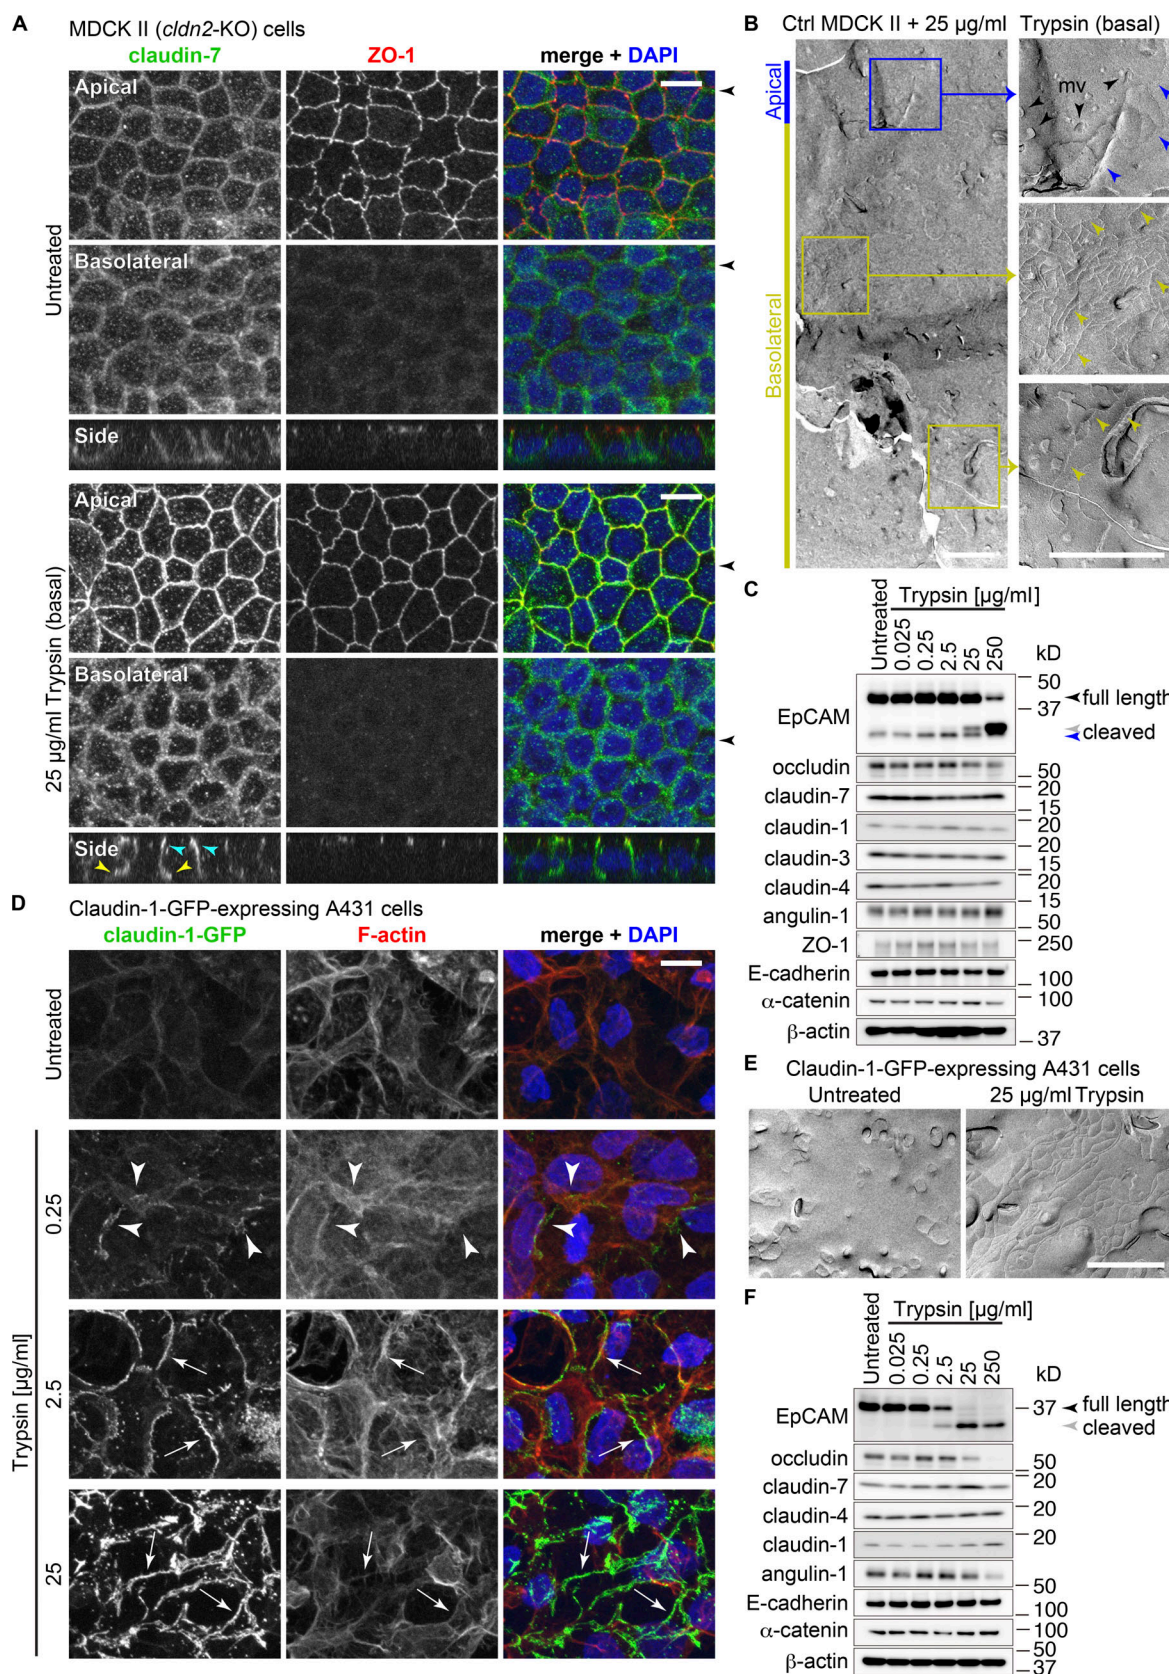 A
MDCK II (cldn2-KO) cells
claudin-7 ZO-1 merge + DAPI
Untreated
Apical
Basolateral
Side
25 µg/ml Trypsin (basal)
Apical
Basolateral
Side
B
Ctrl MDCK II + 25 µg/ml Trypsin (basal)
Apical
Basolateral
mv
C
Trypsin [µg/ml]
Untreated 0.025 0.25 2.5 25 250 kD
EpCAM 50 37 full length cleaved
occludin 50
claudin-7 20 15
claudin-1 20
claudin-3 20 15
claudin-4 20 15
angulin-1 50
ZO-1 250
E-cadherin 100
α-catenin 100
β-actin 37
D
Claudin-1-GFP-expressing A431 cells
claudin-1-GFP F-actin merge + DAPI
Untreated
Trypsin [µg/ml]
0.25
2.5
25
E
Claudin-1-GFP-expressing A431 cells
Untreated 25 µg/ml Trypsin
F
Trypsin [µg/ml]
Untreated 0.025 0.25 2.5 25 250 kD
EpCAM 37 full length cleaved
occludin 50
claudin-7 20
claudin-4 20
claudin-1 20
angulin-1 50
E-cadherin 100
α-catenin 100
50
β-actin 37